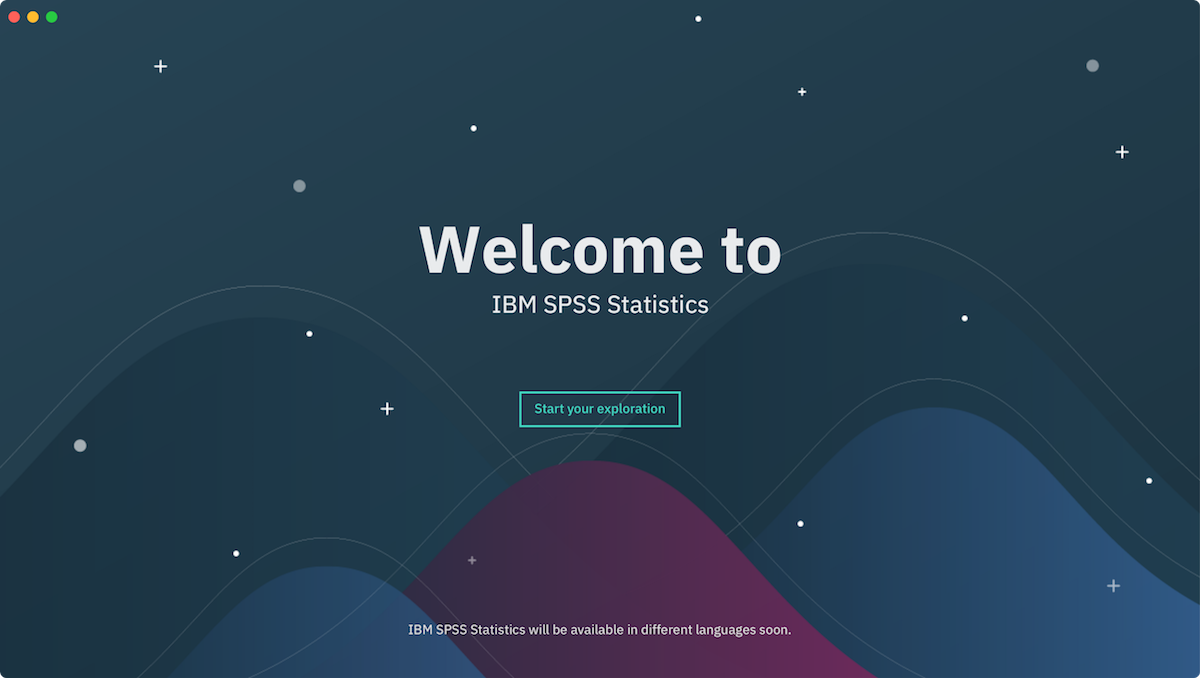 Welcome to
IBM SPSS Statistics
Start your exploration
IBM SPSS Statistics will be available in different languages soon.